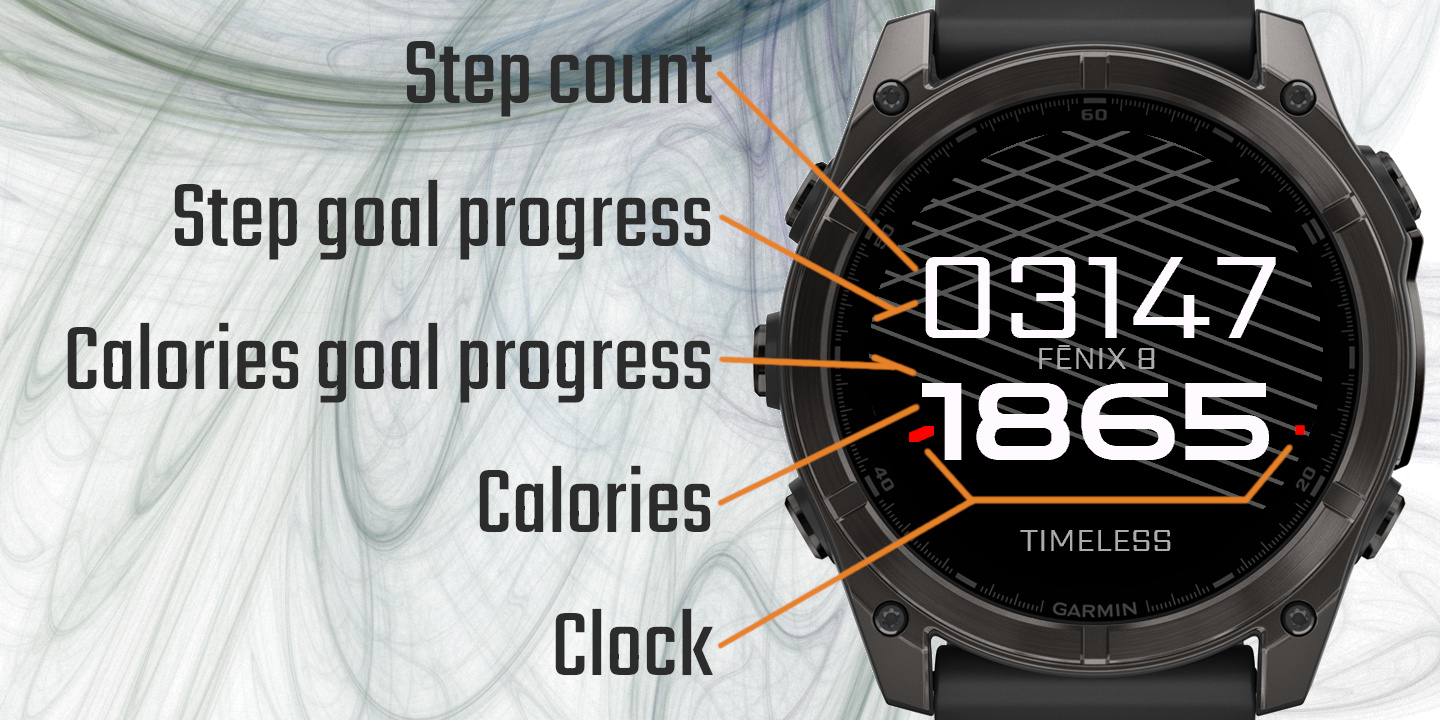 Step count
Step goal progress
Calories goal progress
Calories
Clock
60
50
03147
FĒNIX 8
1865
40
20
TIMELESS
GARMIN